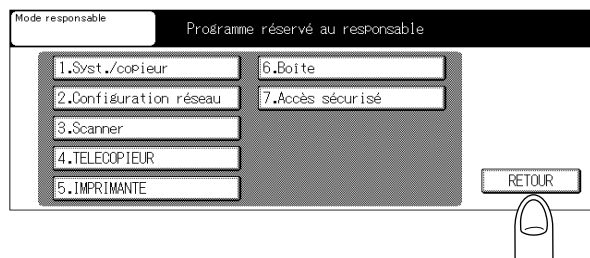 Mode responsable
Programme réservé au responsable
1.Syst./copieur
2.Configuration réseau
3.Scanner
4.TELECOPIEUR
5.IMPRIMANTE
6.Boîte
7.Accès sécurisé
RETOUR